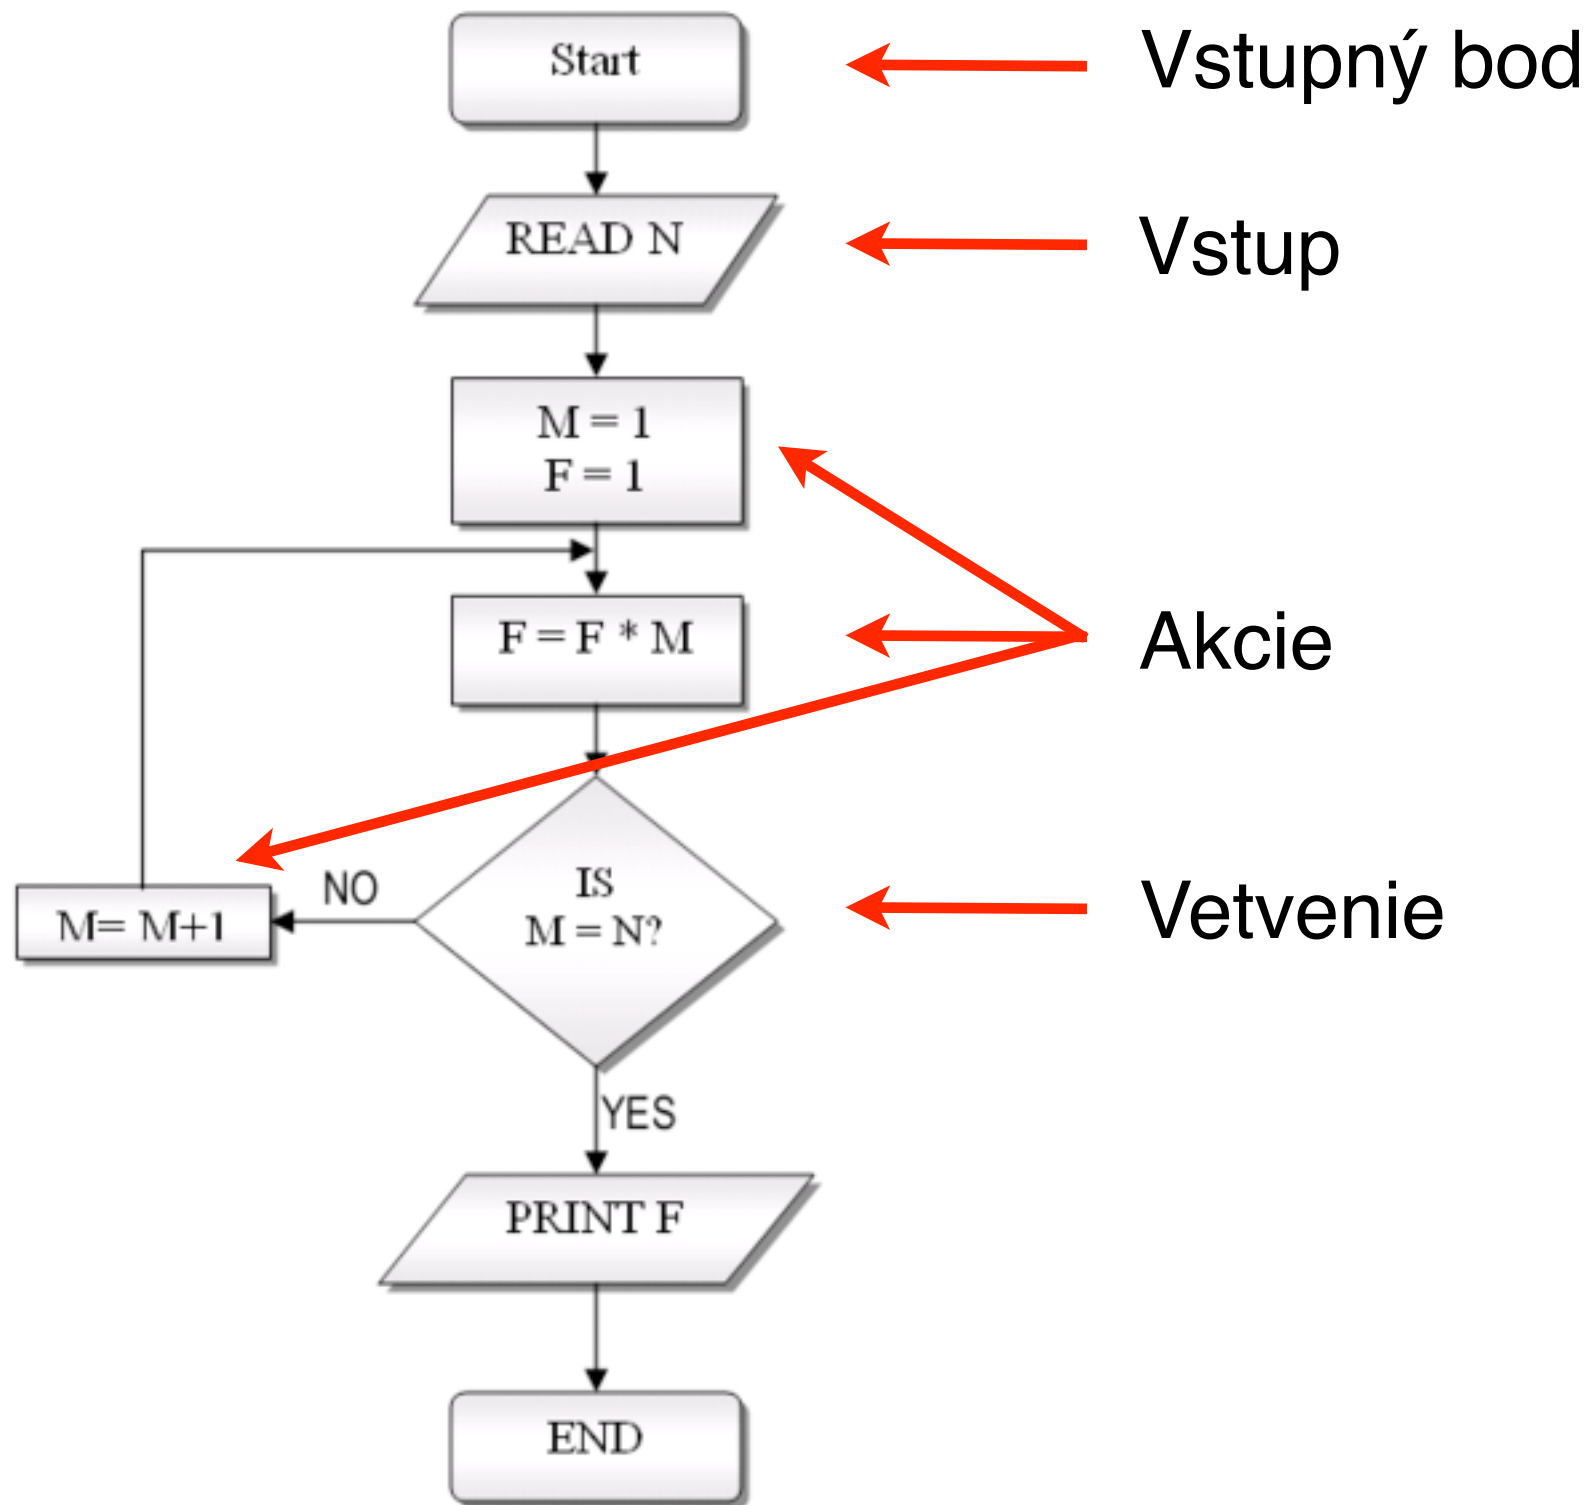 Start
Vstupný bod
READ N
Vstup
M = 1
F = 1
F = F * M
Akcie
NO
IS
M = N?
M= M+1
Vetvenie
YES
PRINT F
END